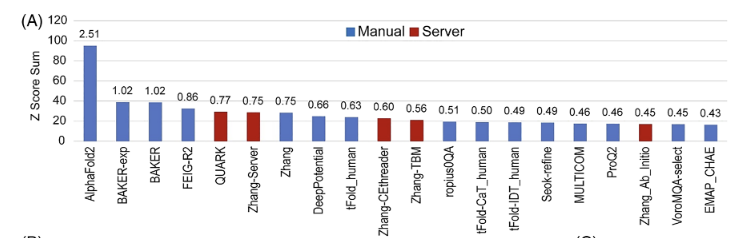 (A)
120
100
80
60
40
20
0
Z Score Sum
Manual Server
2.51 1.02 1.02 0.86 0.77 0.75 0.75 0.66 0.63 0.60 0.56 0.51 0.50 0.49 0.49 0.46 0.46 0.45 0.45 0.43
AlphaFold2
BAKER-exp
BAKER
FEIG-R2
QUARK
Zhang-Server
Zhang
DeepPotential
tFold_human
Zhang-CEthreader
Zhang-TBM
ropius0QA
tFold-CaT_human
tFold-IDT_human
Seok-refine
MULTICOM
ProQ2
Zhang_Ab_Initio
VoroMQA-select
EMAP_CHAE